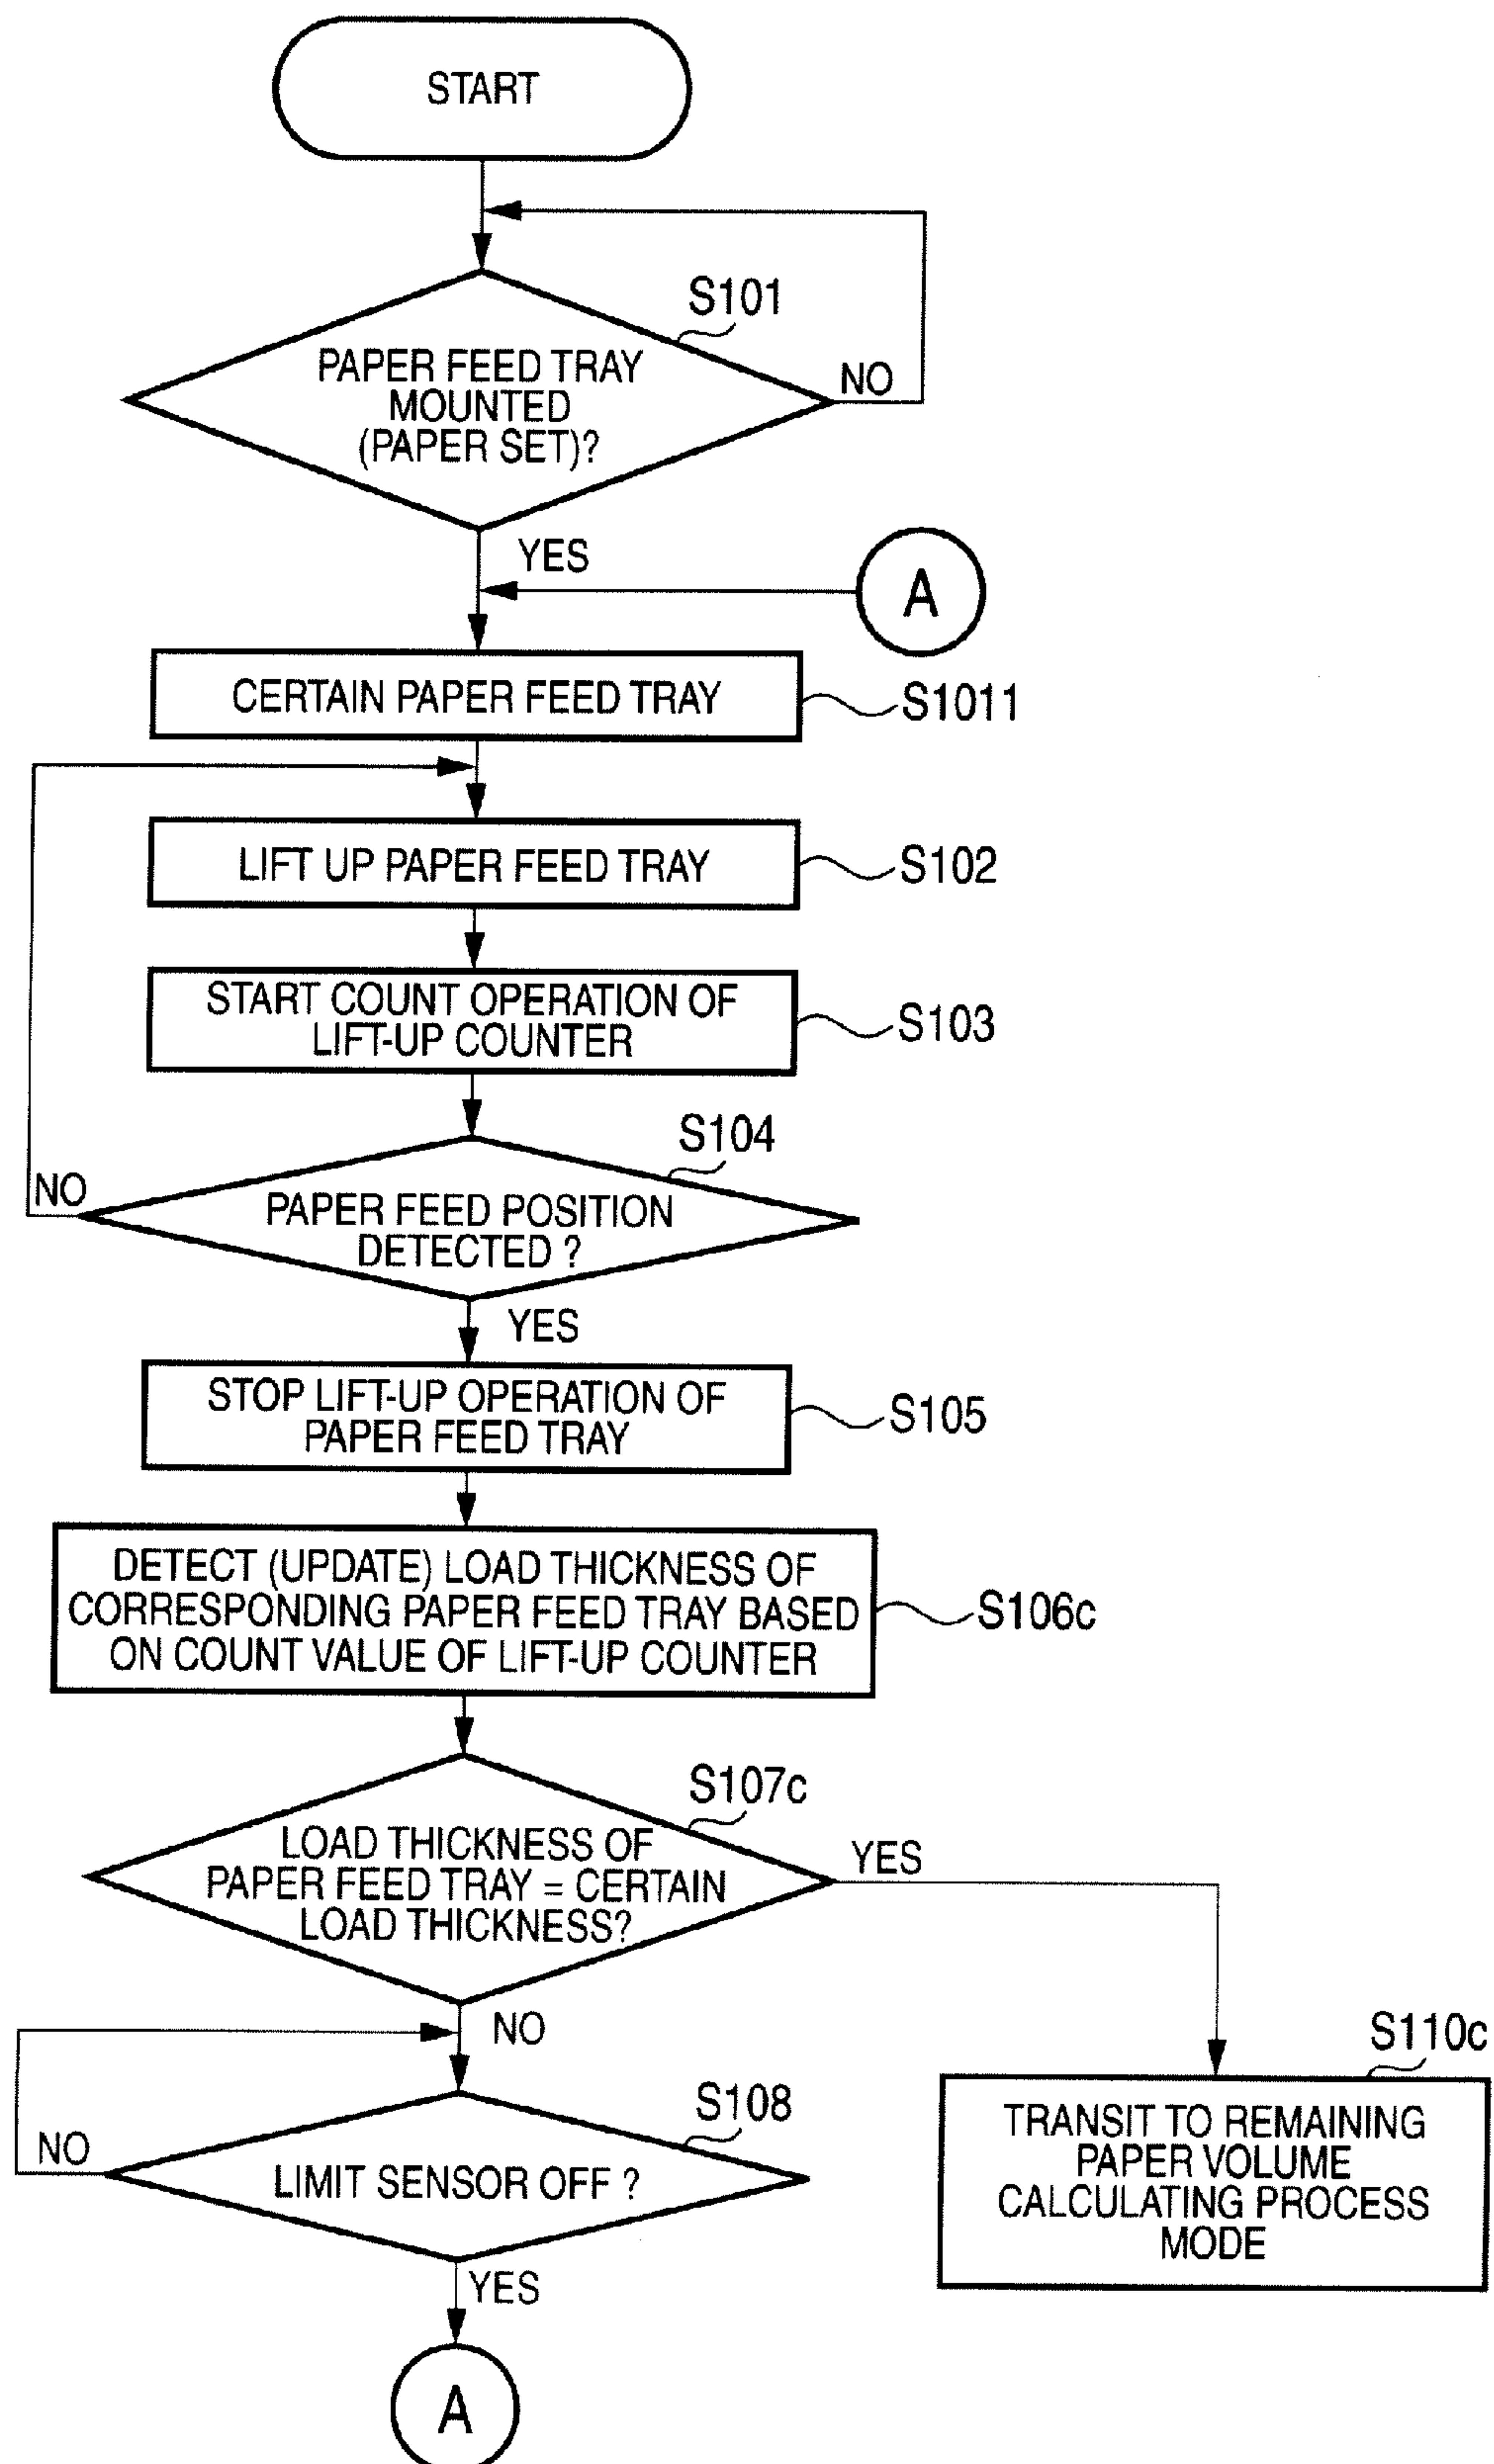 START
S101
PAPER FEED TRAY
MOUNTED
(PAPER SET)?
NO
YES
A
CERTAIN PAPER FEED TRAY
S1011
LIFT UP PAPER FEED TRAY
S102
START COUNT OPERATION OF
LIFT-UP COUNTER
S103
S104
NO
PAPER FEED POSITION
DETECTED ?
YES
STOP LIFT-UP OPERATION OF
PAPER FEED TRAY
S105
DETECT (UPDATE) LOAD THICKNESS OF
CORRESPONDING PAPER FEED TRAY BASED
ON COUNT VALUE OF LIFT-UP COUNTER
S106c
S107c
LOAD THICKNESS OF
PAPER FEED TRAY = CERTAIN
LOAD THICKNESS?
YES
NO
S108
NO
LIMIT SENSOR OFF ?
YES
A
S110c
TRANSIT TO REMAINING
PAPER VOLUME
CALCULATING PROCESS
MODE